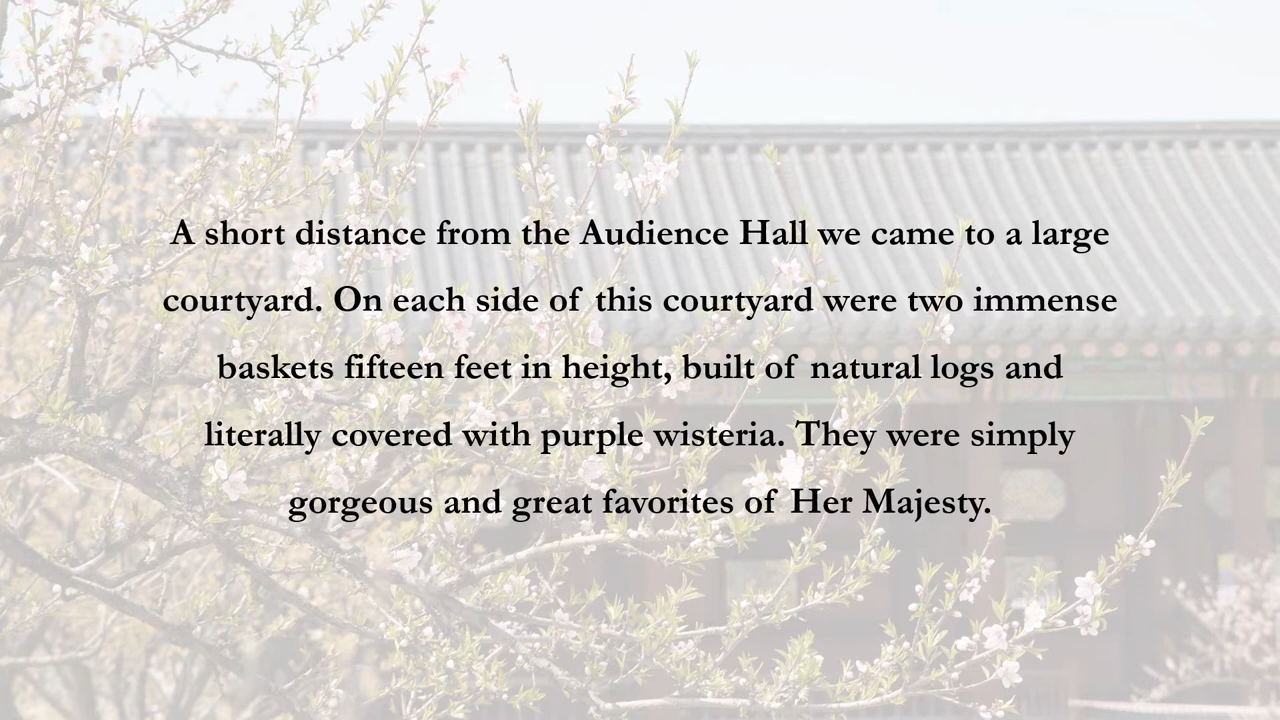 A short distance from the Audience Hall we came to a large
courtyard. On each side of this courtyard were two immense
baskets fifteen feet in height, built of natural logs and
literally covered with purple wisteria. They were simply
gorgeous and great favorites of Her Majesty.